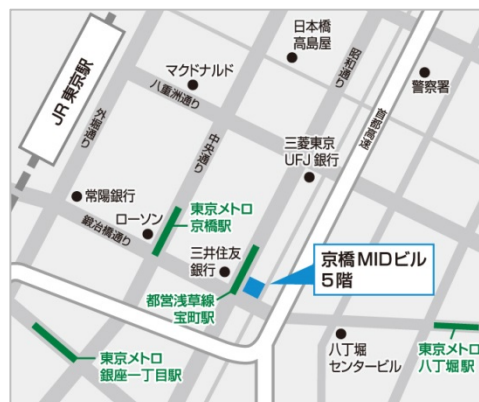 日本橋
高島屋
昭和通り
マクドナルド
警察署
JR 東京駅
八重洲通り
外堀通り
中央通り
首都高速
三菱東京
UFJ 銀行
常陽銀行
東京メトロ
京橋駅
ローソン
鍛冶橋通り
三井住友
銀行
京橋 MIDビル
5階
都営浅草線
宝町駅
東京メトロ
銀座一丁目駅
八丁堀
センタービル
東京メトロ
八丁堀駅